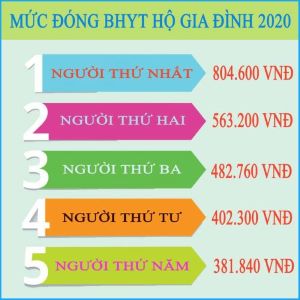 MỨC ĐÓNG BHYT HỘ GIA ĐÌNH 2020
1 NGƯỜI THỨ NHẤT 804.600 VNĐ
2 NGƯỜI THỨ HAI 563.200 VNĐ
3 NGƯỜI THỨ BA 482.760 VNĐ
4 NGƯỜI THỨ TƯ 402.300 VNĐ
5 NGƯỜI THỨ NĂM 381.840 VNĐ